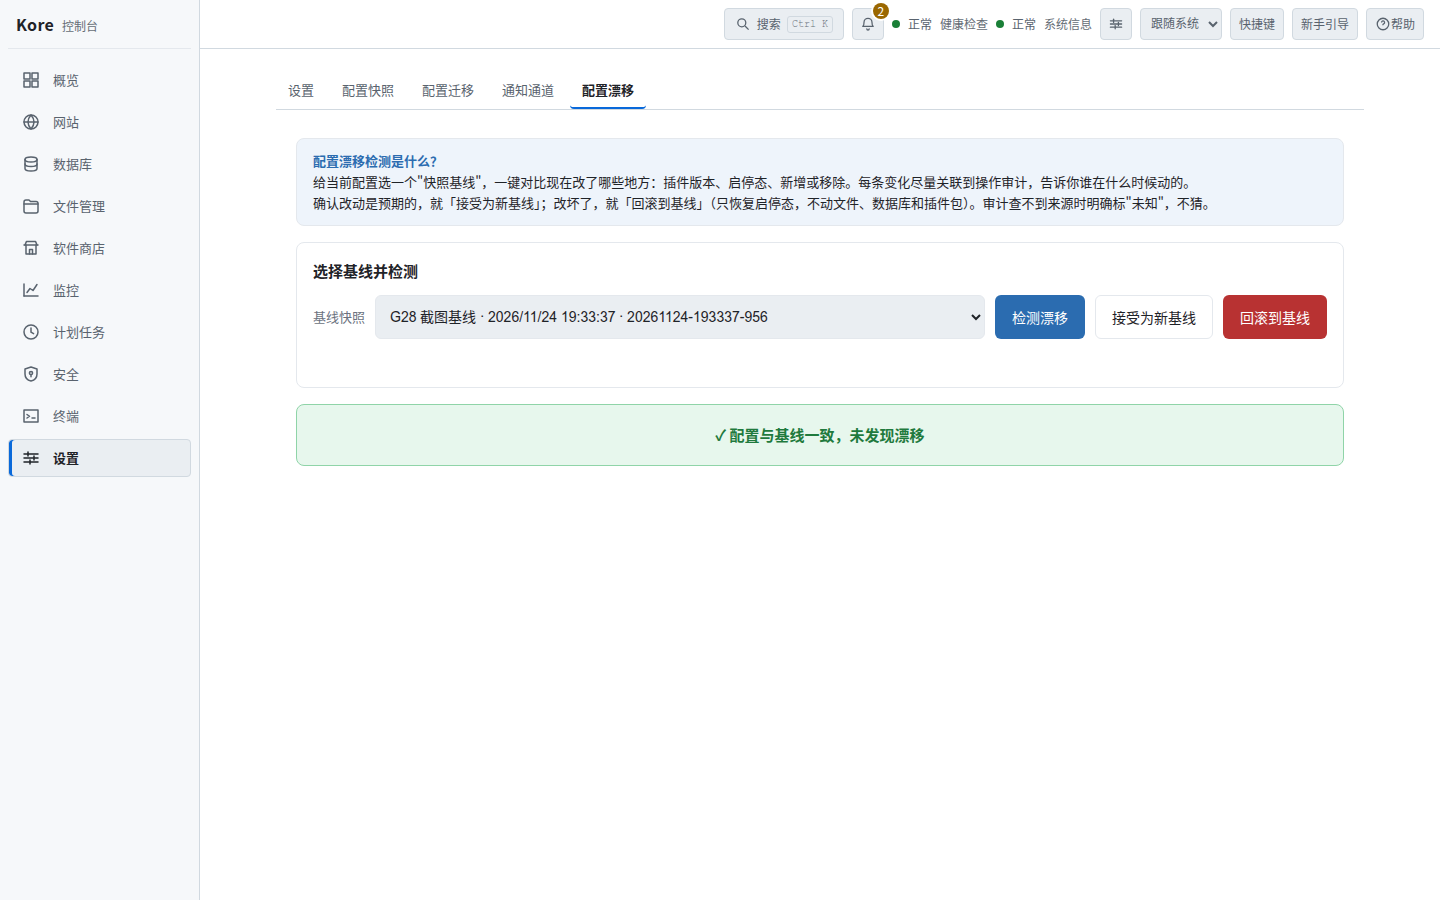 Kore 控制台
搜索 Ctrl K
2
正常 健康检查
正常 系统信息
跟随系统
快捷键
新手引导
帮助
概览
网站
数据库
文件管理
软件商店
监控
计划任务
安全
终端
设置
设置 配置快照 配置迁移 通知通道 配置漂移
配置漂移检测是什么？
给当前配置选一个"快照基线"，一键对比现在改了哪些地方：插件版本、启停态、新增或移除。每条变化尽量关联到操作审计，告诉你谁在什么时候动的。
确认改动是预期的，就「接受为新基线」；改坏了，就「回滚到基线」（只恢复启停态，不动文件、数据库和插件包）。审计查不到来源时明确标"未知"，不猜。
选择基线并检测
基线快照 G28 截图基线 · 2026/11/24 19:33:37 · 20261124-193337-956 检测漂移 接受为新基线 回滚到基线
✓ 配置与基线一致，未发现漂移